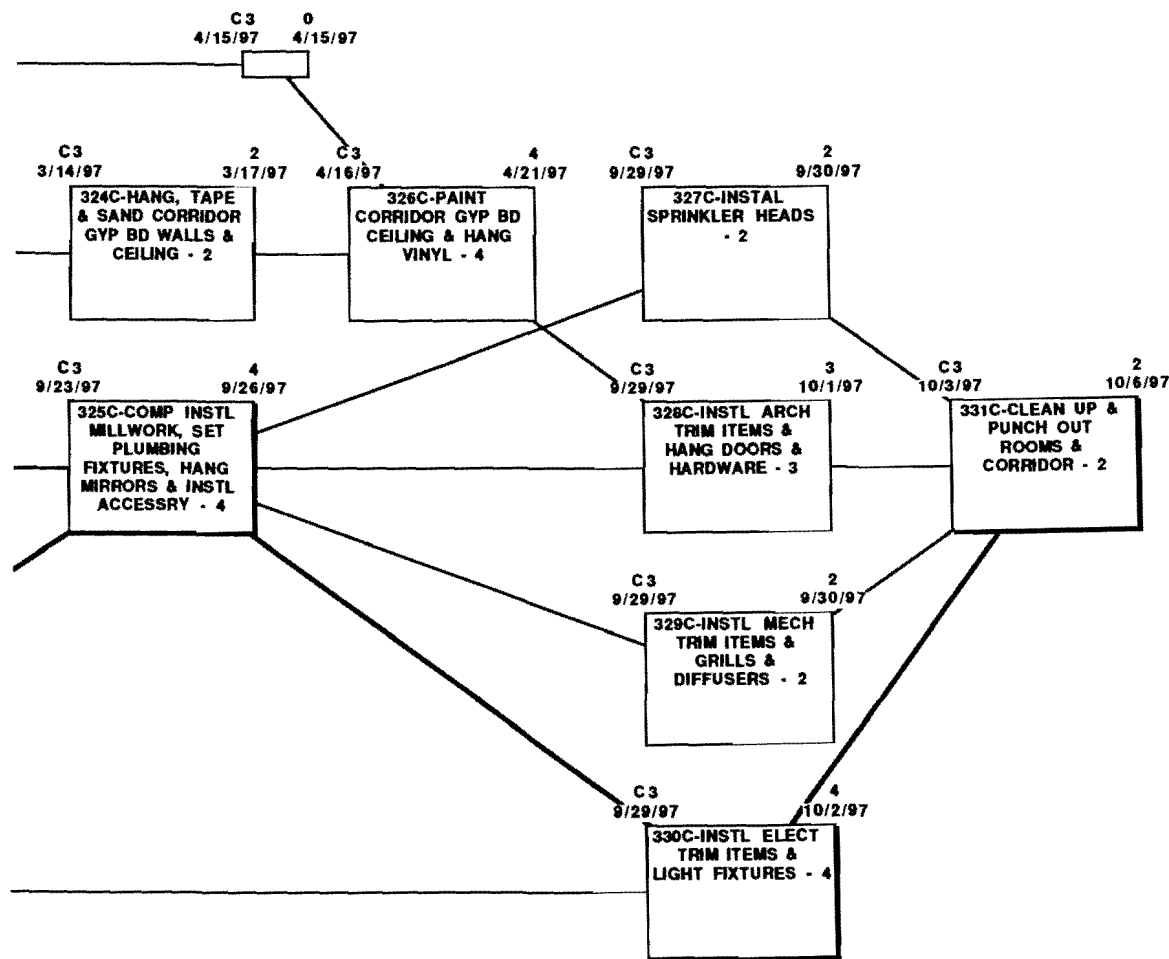 C3 0
4/15/97 4/15/97
C3 2
3/14/97 3/17/97
324C-HANG, TAPE
& SAND CORRIDOR
GYP BD WALLS &
CEILING - 2
C3 4
4/16/97 4/21/97
326C-PAINT
CORRIDOR GYP BD
CEILING & HANG
VINYL - 4
C3 2
9/29/97 9/30/97
327C-INSTAL
SPRINKLER HEADS
- 2
C3 4
9/23/97 9/26/97
325C-COMP INSTL
MILLWORK, SET
PLUMBING
FIXTURES, HANG
MIRRORS & INSTL
ACCESSRY - 4
C3 3
9/29/97 10/1/97
328C-INSTL ARCH
TRIM ITEMS &
HANG DOORS &
HARDWARE - 3
C3 2
10/3/97 10/6/97
331C-CLEAN UP &
PUNCH OUT
ROOMS &
CORRIDOR - 2
C3 2
9/29/97 9/30/97
329C-INSTL MECH
TRIM ITEMS &
GRILLS &
DIFFUSERS - 2
C3 4
9/29/97 10/2/97
330C-INSTL ELECT
TRIM ITEMS &
LIGHT FIXTURES - 4